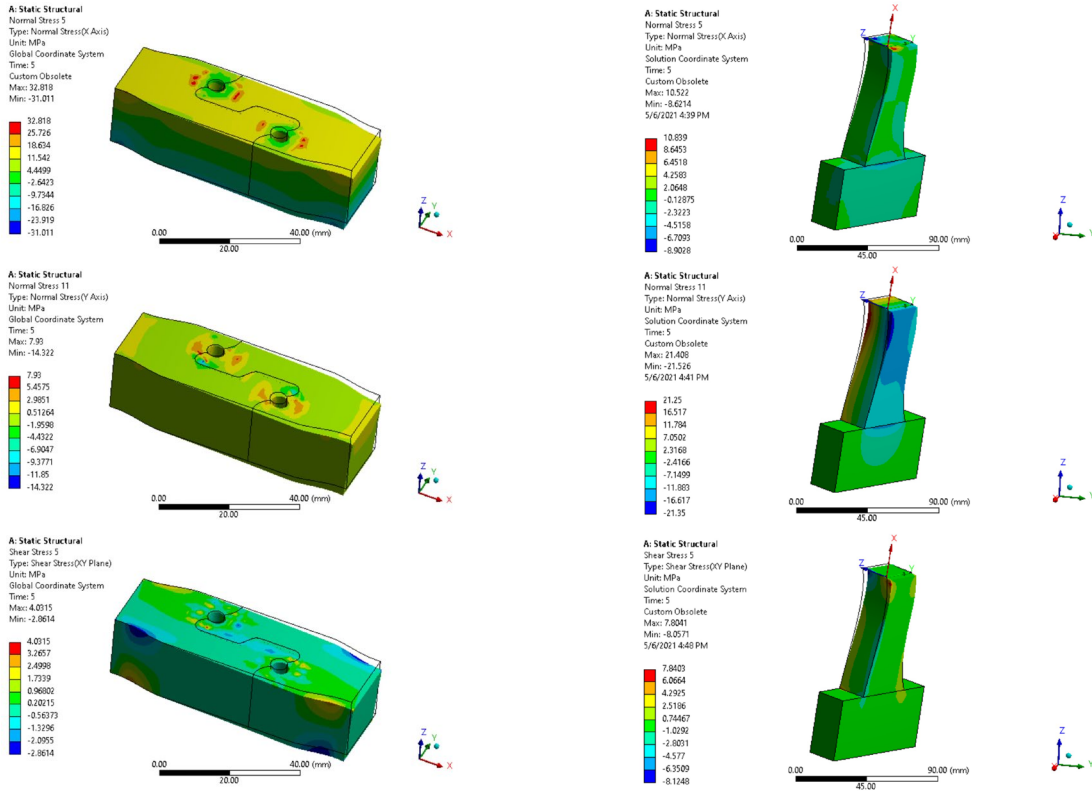 A: Static Structural
Normal Stress 5
Type: Normal Stress(X Axis)
Unit: MPa
Global Coordinate System
Time: 5
Custom Obsolete
Max: 32.818
Min: -31.011
32.818
25.726
18.634
11.542
4.4499
-2.6423
-9.7344
-16.826
-23.919
-31.011
0.00
40.00 (mm)
20.00
Z
Y
X
A: Static Structural
Normal Stress 5
Type: Normal Stress(X Axis)
Unit: MPa
Solution Coordinate System
Time: 5
Custom Obsolete
Max: 10.522
Min: -8.6214
5/6/2021 4:39 PM
10.839
8.6453
6.4518
4.2583
2.0648
-0.12875
-2.3223
-4.5158
-6.7093
-8.9028
X
Z
Y
0.00
90.00 (mm)
45.00
Z
X
Y
A: Static Structural
Normal Stress 11
Type: Normal Stress(Y Axis)
Unit: MPa
Global Coordinate System
Time: 5
Custom Obsolete
Max: 7.93
Min: -14.322
7.93
5.4575
2.9851
0.51264
-1.9598
-4.4322
-6.9047
-9.3771
-11.85
-14.322
0.00
40.00 (mm)
20.00
Z
Y
X
A: Static Structural
Normal Stress 11
Type: Normal Stress(Y Axis)
Unit: MPa
Solution Coordinate System
Time: 5
Custom Obsolete
Max: 21.408
Min: -21.526
5/6/2021 4:41 PM
21.25
16.517
11.784
7.0502
2.3168
-2.4166
-7.1499
-11.883
-16.617
-21.35
X
Z
Y
0.00
90.00 (mm)
45.00
Z
X
Y
A: Static Structural
Shear Stress 5
Type: Shear Stress(XY Plane)
Unit: MPa
Global Coordinate System
Time: 5
Custom Obsolete
Max: 4.0315
Min: -2.8614
4.0315
3.2657
2.4998
1.7339
0.96802
0.20215
-0.56373
-1.3296
-2.0955
-2.8614
0.00
40.00 (mm)
20.00
Z
Y
X
A: Static Structural
Shear Stress 5
Type: Shear Stress(XY Plane)
Unit: MPa
Solution Coordinate System
Time: 5
Custom Obsolete
Max: 7.8041
Min: -8.0571
5/6/2021 4:48 PM
7.8403
6.0664
4.2925
2.5186
0.74467
-1.0292
-2.8031
-4.577
-6.3509
-8.1248
X
Z
Y
0.00
90.00 (mm)
45.00
Z
X
Y